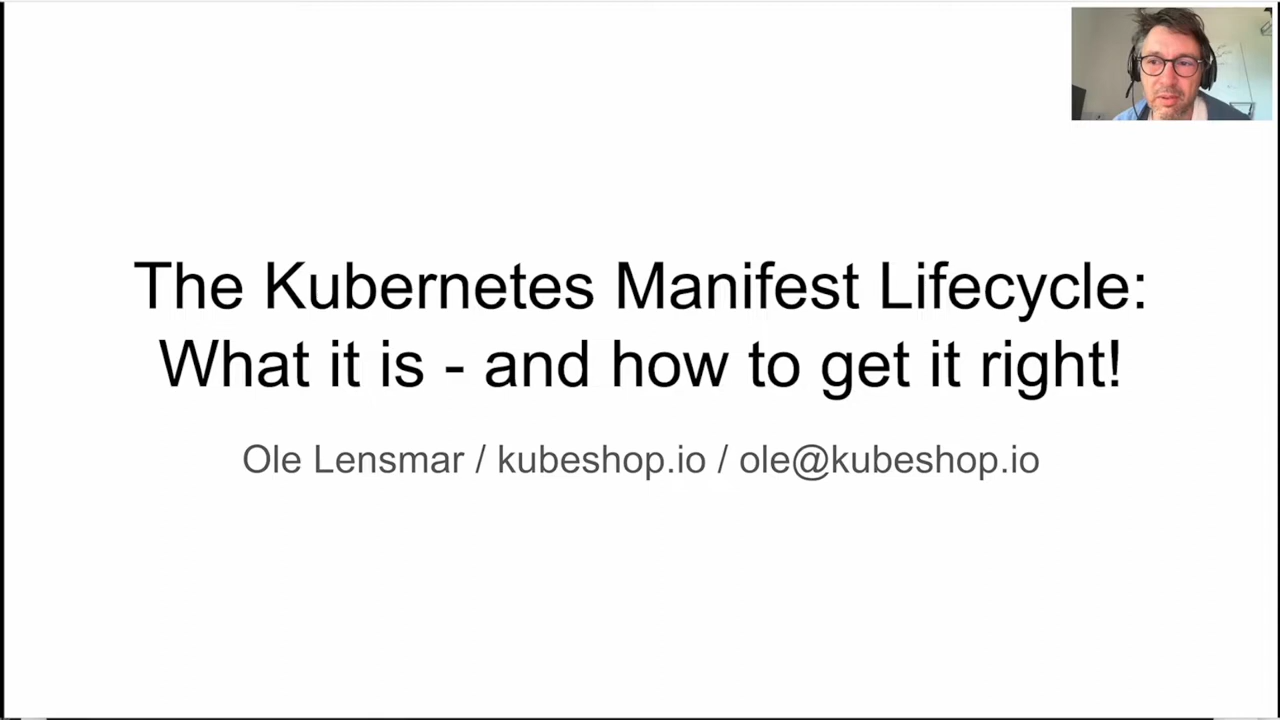 The Kubernetes Manifest Lifecycle:
What it is - and how to get it right!
Ole Lensmar / kubeshop.io / ole@kubeshop.io